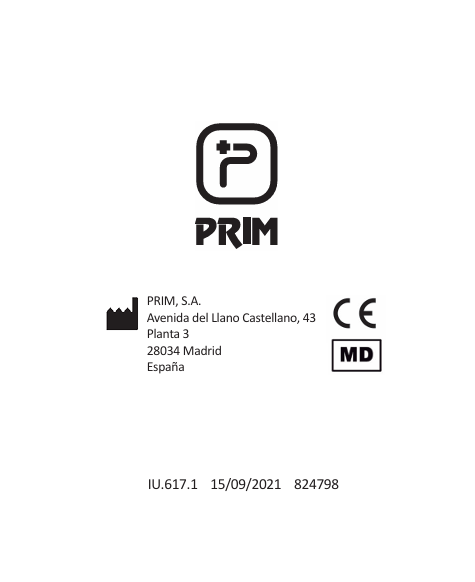 PRIM
PRIM, S.A.
Avenida del Llano Castellano, 43
Planta 3
28034 Madrid
España
CE
MD
IU.617.1 15/09/2021 824798